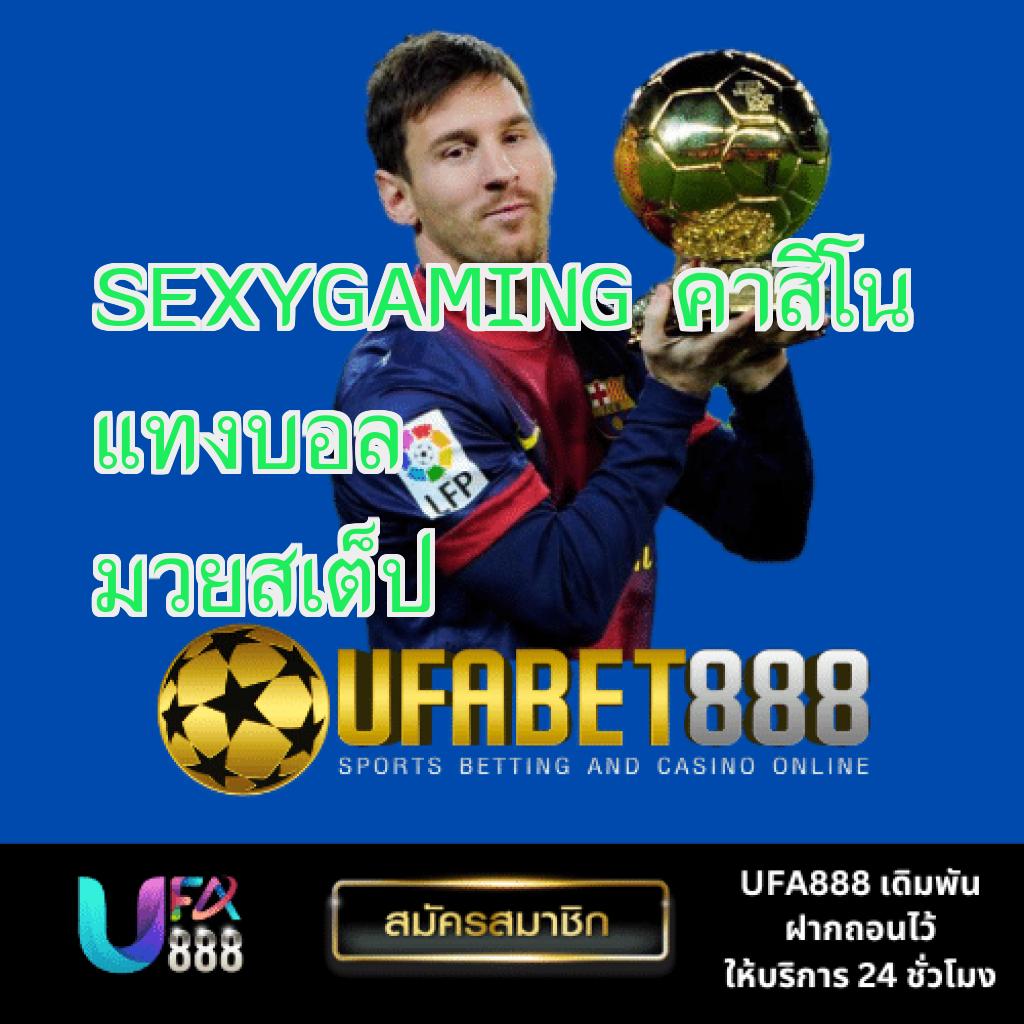 SEXYGAMING คาสิโน
แทงบอล
LFP
มวยสเต็ป
UFABET888
SPORTS BETTING AND CASINO ONLINE
UFA
888
สมัครสมาชิก
UFA888 เดิมพัน
ฝากถอนไว้
ให้บริการ 24 ชั่วโมง